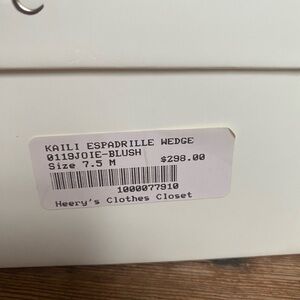 KAILI ESPADRILLE WEDGE
0119JOIE-BLUSH
Size 7.5 M $298.00
1000077910
Heery's Clothes Closet